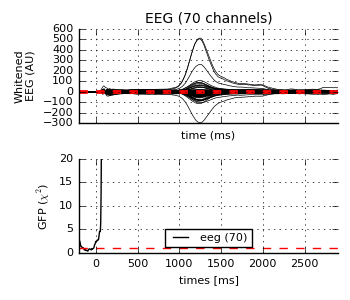 EEG (70 channels)
600
500
400
300
200
100
0
−100
−200
−300
Whitened
EEG (AU)
time (ms)
20
15
10
5
0
GFP (χ²)
eeg (70)
0 500 1000 1500 2000 2500
times [ms]